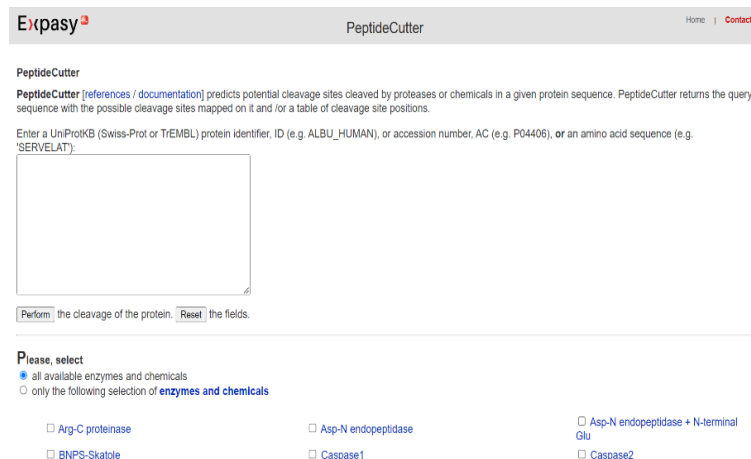 Expasy
PeptideCutter
Home | Contact
PeptideCutter
PeptideCutter [references / documentation] predicts potential cleavage sites cleaved by proteases or chemicals in a given protein sequence. PeptideCutter returns the query
sequence with the possible cleavage sites mapped on it and /or a table of cleavage site positions.
Enter a UniProtKB (Swiss-Prot or TrEMBL) protein identifier, ID (e.g. ALBU_HUMAN), or accession number, AC (e.g. P04406), or an amino acid sequence (e.g.
'SERVELAT'):
Perform the cleavage of the protein. Reset the fields.
Please, select
all available enzymes and chemicals
only the following selection of enzymes and chemicals
Arg-C proteinase
Asp-N endopeptidase
Asp-N endopeptidase + N-terminal
Glu
BNPS-Skatole
Caspase1
Caspase2